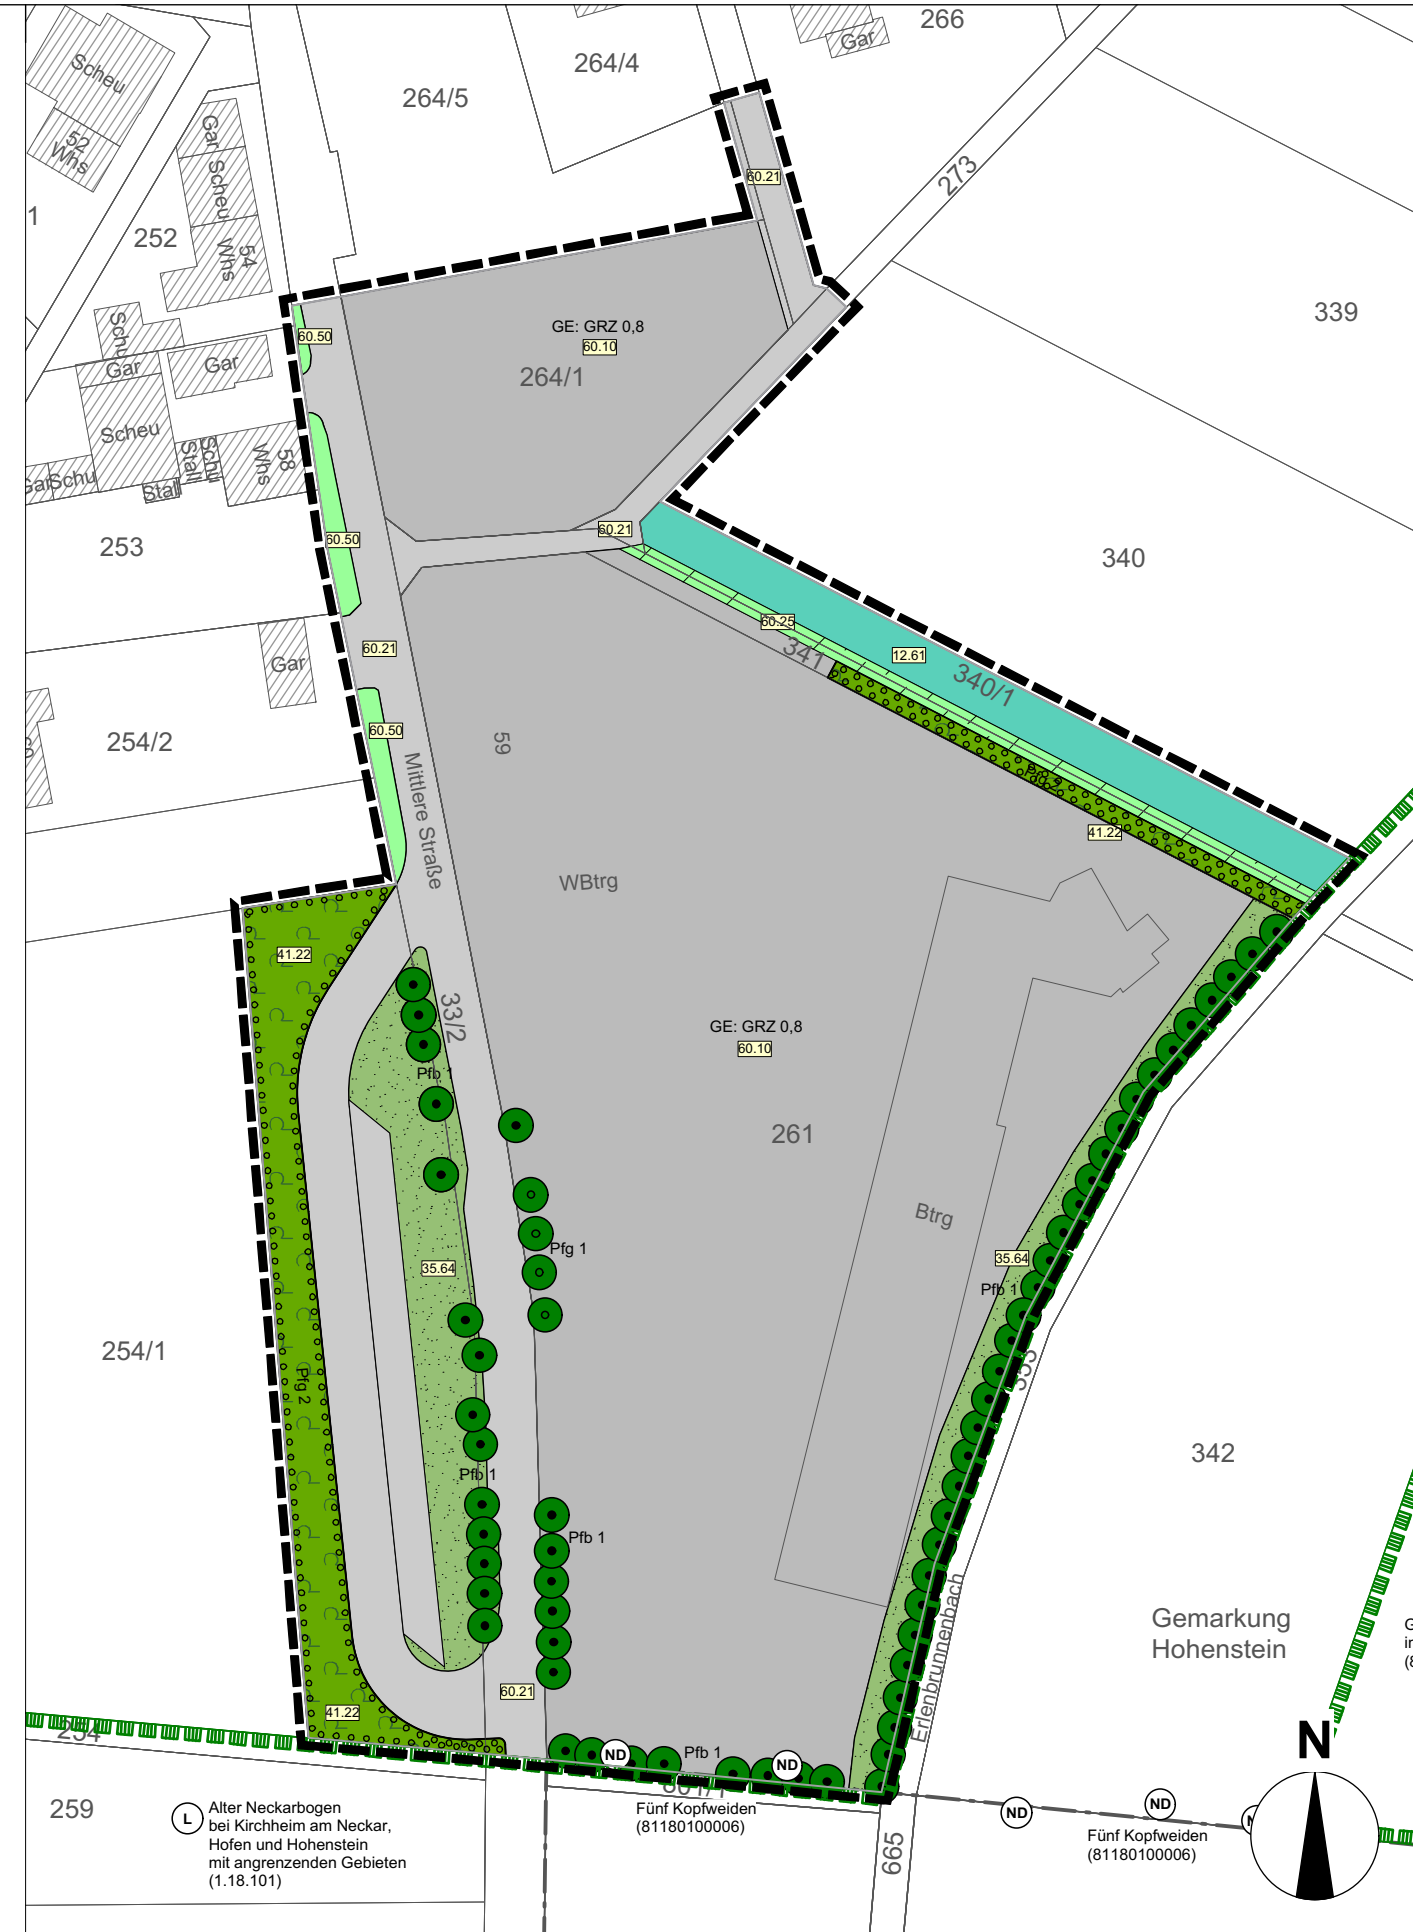 266
Gar
264/4
264/5
Scheu
52
Whs
Gar
Scheu
54
Whs
1
252
60.21
273
339
60.50
GE: GRZ 0,8
60.10
264/1
Schu
Gar
Gar
Scheu
Schu
Stall
58
Whs
Schu
Stall
253
60.50
60.21
340
60.25
12.61
341
340/1
60.21
Gar
254/2
60.50
59
Mittlere Straße
Pfg 2
41.22
WBtrg
41.22
33/2
GE: GRZ 0,8
60.10
Pfb 1
261
Btrg
Pfg 1
35.64
35.64
Pfb 1
254/1
Pfg 2
342
Pfb 1
Pfb 1
Erlenbrunnenbach
Gemarkung
Hohenstein
60.21
41.22
254
Pfb 1
ND
ND
N
259
L
Alter Neckarbogen
bei Kirchheim am Neckar,
Hofen und Hohenstein
mit angrenzenden Gebieten
(1.18.101)
Fünf Kopfweiden
(81180100006)
665
ND
ND
Fünf Kopfweiden
(81180100006)